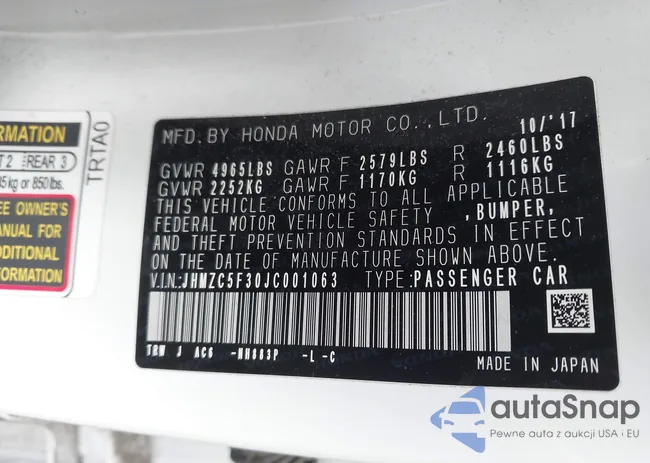 RMATION
T 2 REAR 3
85 kg or 850 lbs.
EE OWNER'S
ANUAL FOR
DDITIONAL
FORMATION
TRTA0
MFD. BY HONDA MOTOR CO., LTD. 10/'17
GVWR 4965LBS GAWR F 2579LBS R 2460LBS
GVWR 2252KG GAWR F 1170KG R 1116KG
THIS VEHICLE CONFORMS TO ALL APPLICABLE
FEDERAL MOTOR VEHICLE SAFETY ,BUMPER,
AND THEFT PREVENTION STANDARDS IN EFFECT
ON THE DATE OF MANUFACTURE SHOWN ABOVE.
V.I.N.: JHMZC5F30JC001063 TYPE: PASSENGER CAR
TRW J AC6 -NH883P -L -C
MADE IN JAPAN
autaSnap
Pewne auta z aukcji USA i EU